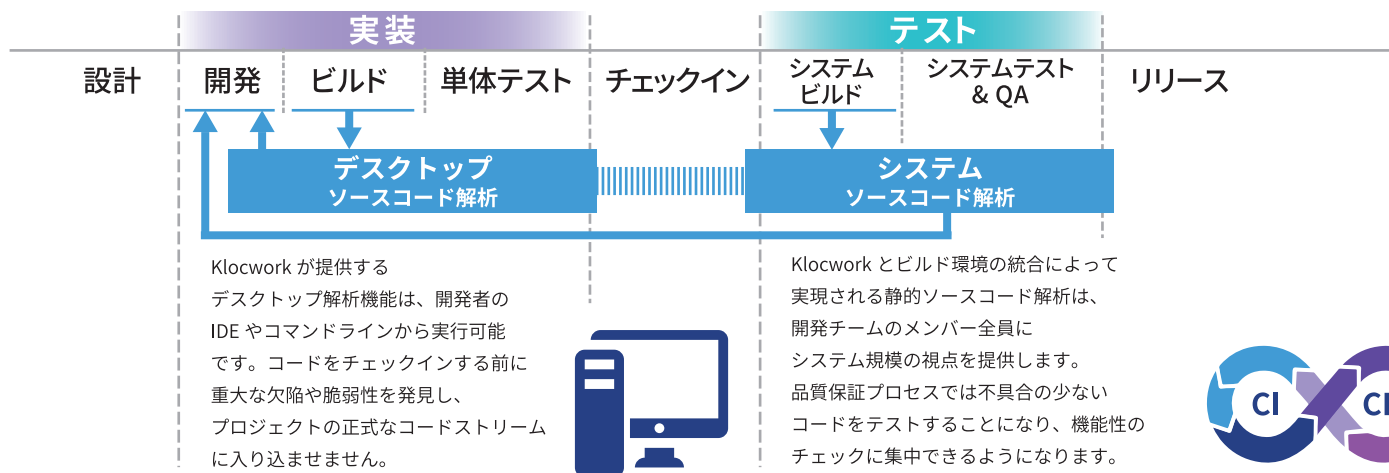 実装
テスト
設計
開発
ビルド
単体テスト
チェックイン
システム
ビルド
システムテスト
& QA
リリース
デスクトップ
ソースコード解析
システム
ソースコード解析
Klocwork が提供する
デスクトップ解析機能は、開発者の
IDE やコマンドラインから実行可能
です。コードをチェックインする前に
重大な欠陥や脆弱性を発見し、
プロジェクトの正式なコードストリーム
に入り込ませません。
Klocwork とビルド環境の統合によって
実現される静的ソースコード解析は、
開発チームのメンバー全員に
システム規模の視点を提供します。
品質保証プロセスでは不具合の少ない
コードをテストすることになり、機能性の
チェックに集中できるようになります。
CI